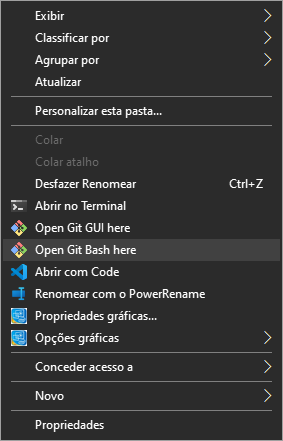 Exibir
Classificar por
Agrupar por
Atualizar
Personalizar esta pasta...
Colar
Colar atalho
Desfazer Renomear Ctrl+Z
Abrir no Terminal
Open Git GUI here
Open Git Bash here
Abrir com Code
Renomear com o PowerRename
Propriedades gráficas...
Opções gráficas
Conceder acesso a
Novo
Propriedades